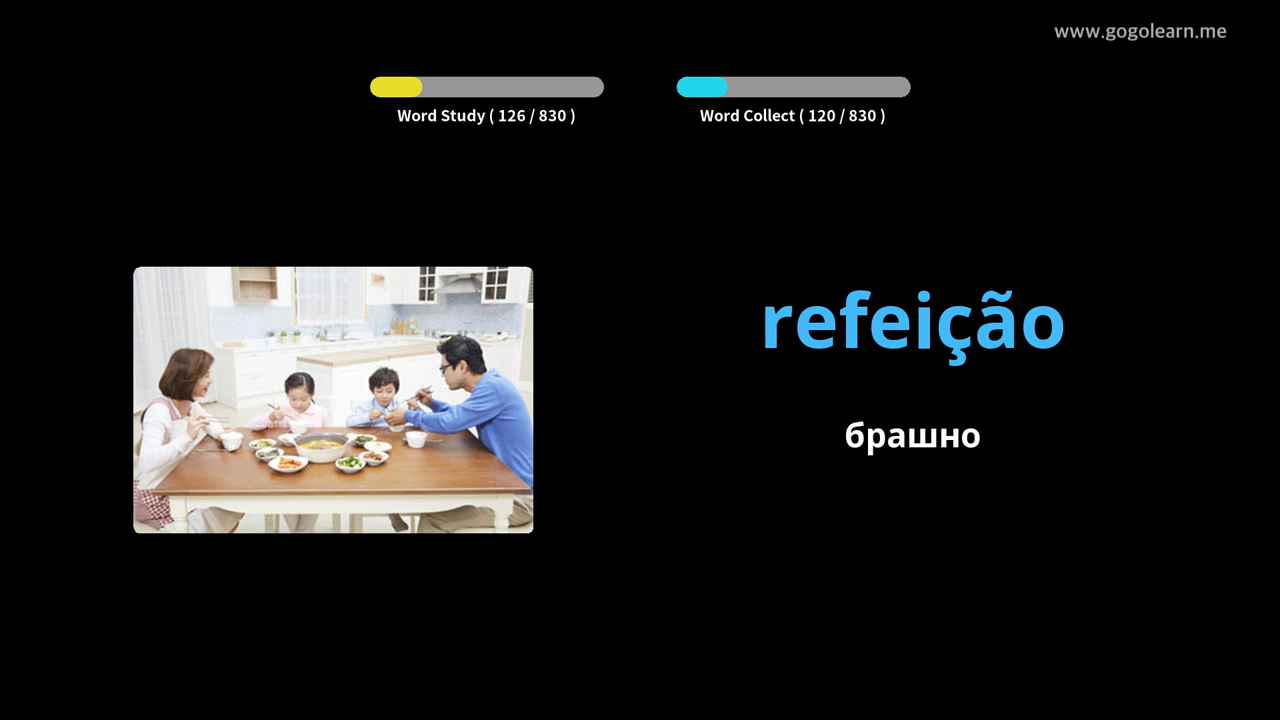 www.gogolearn.me
Word Study ( 126 / 830 )
Word Collect ( 120 / 830 )
refeição
брашно